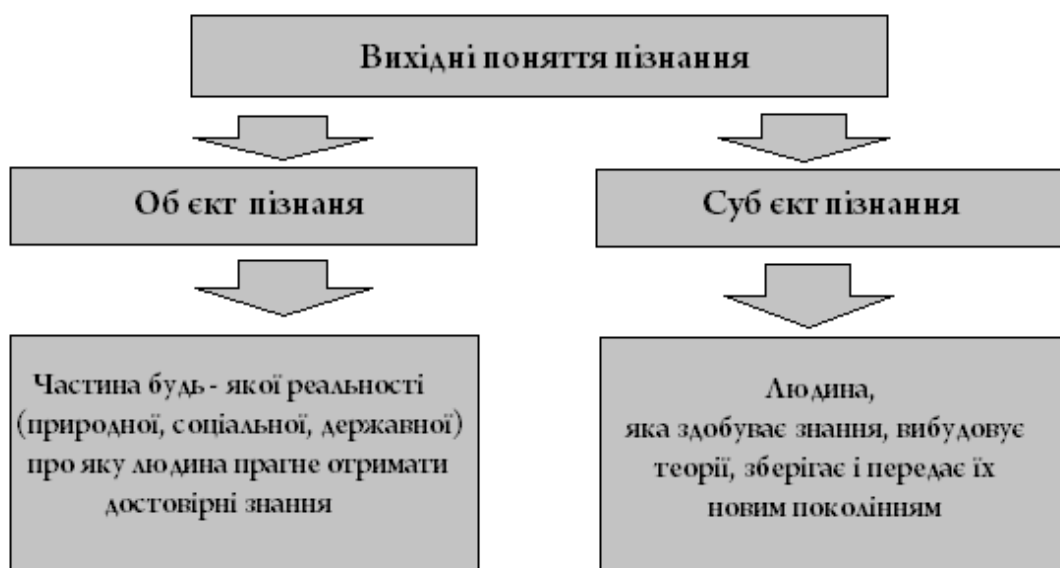 Вихідні поняття пізнання
Об єкт пізнаня
Суб єкт пізнання
Частина будь - якої реальності
(природної, соціальної, державної)
про яку людина прагне отримати
достовірні знання
Людина,
яка здобуває знання, вибудовує
теорії, зберігає і передає їх
новим поколінням